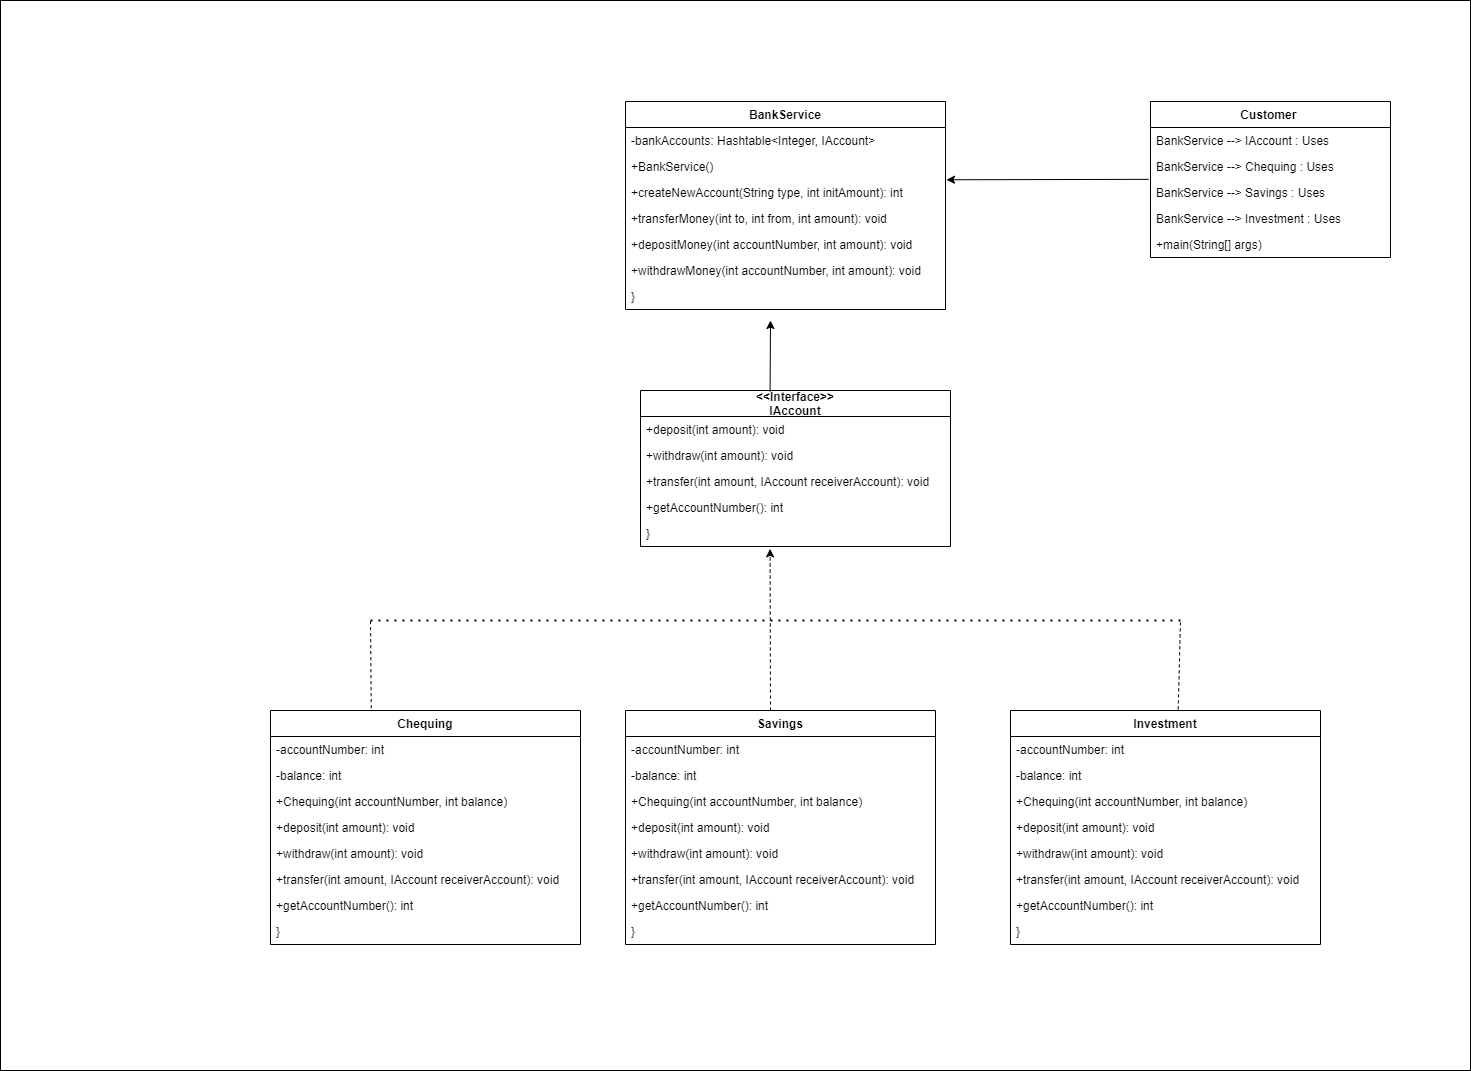 BankService
-bankAccounts: Hashtable<Integer, IAccount>
+BankService()
+createNewAccount(String type, int initAmount): int
+transferMoney(int to, int from, int amount): void
+depositMoney(int accountNumber, int amount): void
+withdrawMoney(int accountNumber, int amount): void
}
Customer
BankService --> IAccount : Uses
BankService --> Chequing : Uses
BankService --> Savings : Uses
BankService --> Investment : Uses
+main(String[] args)
<<Interface>>
IAccount
+deposit(int amount): void
+withdraw(int amount): void
+transfer(int amount, IAccount receiverAccount): void
+getAccountNumber(): int
}
Chequing
-accountNumber: int
-balance: int
+Chequing(int accountNumber, int balance)
+deposit(int amount): void
+withdraw(int amount): void
+transfer(int amount, IAccount receiverAccount): void
+getAccountNumber(): int
}
Savings
-accountNumber: int
-balance: int
+Chequing(int accountNumber, int balance)
+deposit(int amount): void
+withdraw(int amount): void
+transfer(int amount, IAccount receiverAccount): void
+getAccountNumber(): int
}
Investment
-accountNumber: int
-balance: int
+Chequing(int accountNumber, int balance)
+deposit(int amount): void
+withdraw(int amount): void
+transfer(int amount, IAccount receiverAccount): void
+getAccountNumber(): int
}